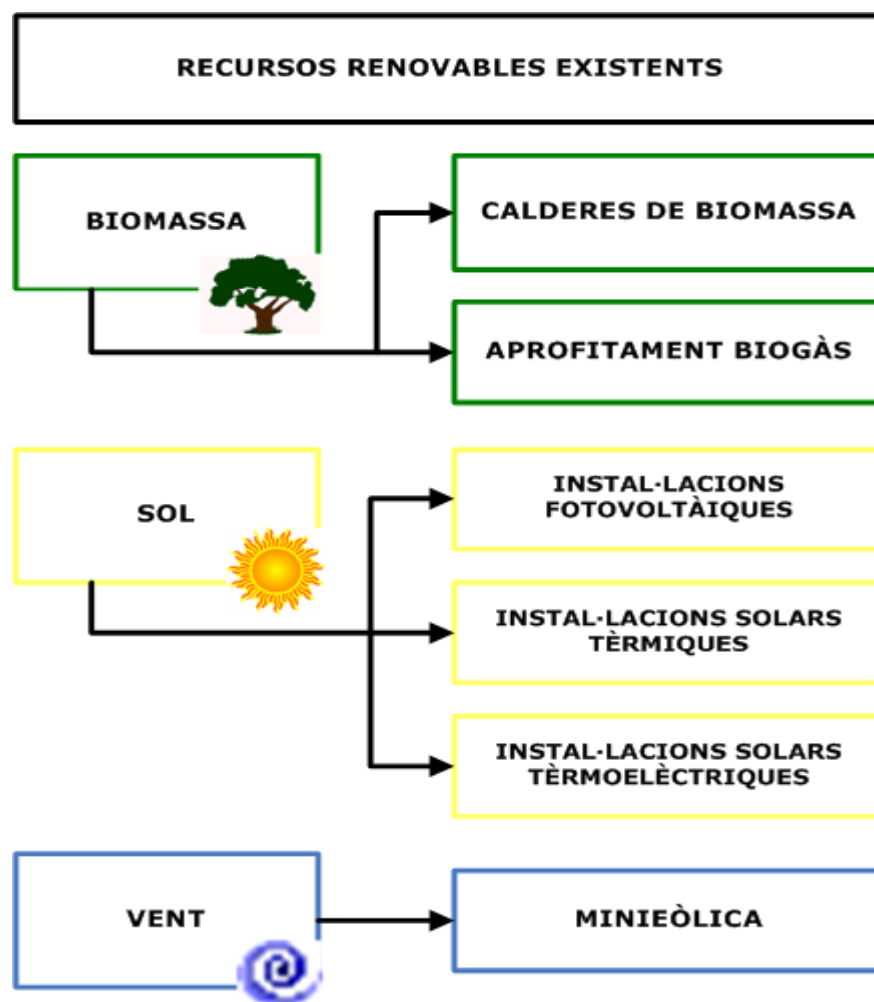 RECURSOS RENOVABLES EXISTENTS
BIOMASSA
CALDERES DE BIOMASSA
APROFITAMENT BIOGÀS
SOL
INSTAL·LACIONS
FOTOVOLTÀIQUES
INSTAL·LACIONS SOLARS
TÈRMIQUES
INSTAL·LACIONS SOLARS
TÈRMOELÈCTRIQUES
VENT
MINIEÒLICA